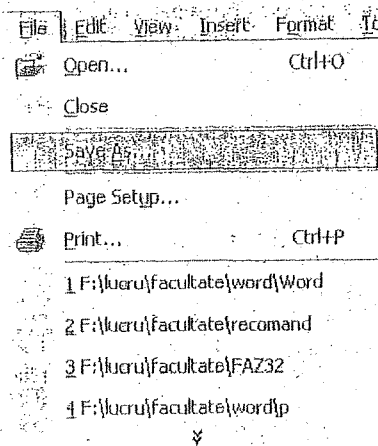 File Edit View Insert Format
Open... Ctrl+O
Close
Save As...
Page Setup...
Print... Ctrl+P
1 F:\lucru\facultate\word\Word
2 F:\lucru\facultate\recomand
3 F:\lucru\facultate\FAZ32
4 F:\lucru\facultate\word\p